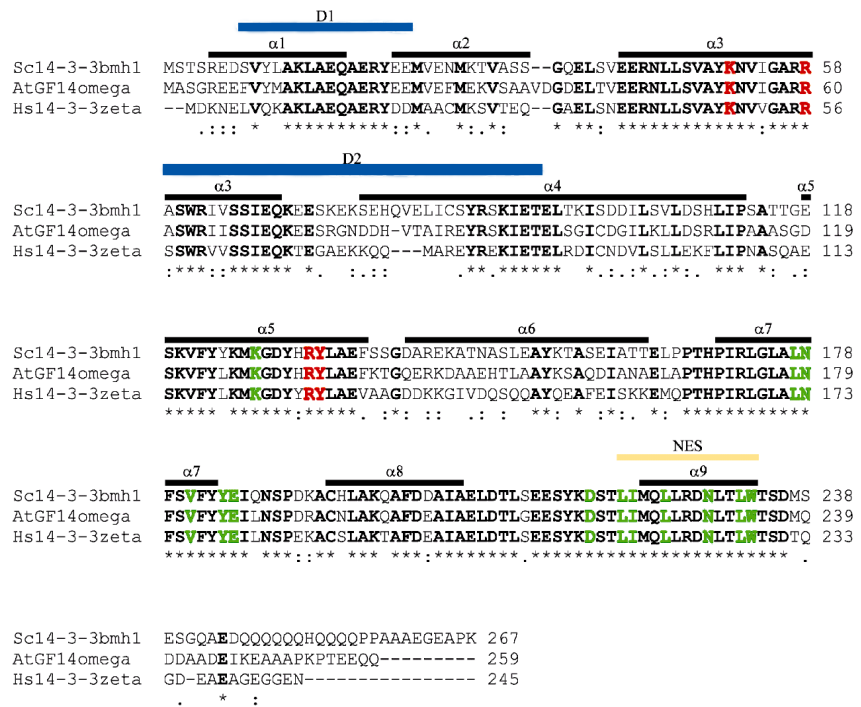 D1
α1 α2 α3
Sc14-3-3bmh1 MSTSREDSVYLAKLAEQAERYEEMVENMKTVASS--GQELSVEERNLLSVAYKNVIGARR 58
AtGF14omega MASGREEFVYMAKLAEQAERYEEMVEFMEKVSAAVDGDELTVEERNLLSVAYKNVIGARR 60
Hs14-3-3zeta --MDKNELVQKAKLAEQAERYDDMAACMKSVTEQ--GAELSNEERNLLSVAYKNVVGARR 56
D2
α3 α4 α5
Sc14-3-3bmh1 ASWRIVSSIEQKEESKEKSEHQVELICSYRSKIETELTKISDDILSVLDSHLIPSATTGE 118
AtGF14omega ASWRIISSIEQKEESRGNDDH-VTAIREYRSKIETELSGICDGILKLLDSRLIPAAASGD 119
Hs14-3-3zeta SSWRVVSSIEQKTEGAEKKQQ---MAREYREKIETELRDICNDVLSLLEKFLIPNASQAE 113
α5 α6 α7
Sc14-3-3bmh1 SKVFYYKMKGDYHRYLAEFSSGDAREKATNASLEAYKTASEIATTELPPTHPIRLGLALN 178
AtGF14omega SKVFYLKMKGDYHRYLAEFKTGQERKDAAEHTLAAYKSAQDIANAELAPTHPIRLGLALN 179
Hs14-3-3zeta SKVFYLKMKGDYYRYLAEVAAGDDKKGIVDQSQQAYQEAFEISKKEMQPTHPIRLGLALN 173
NES
α7 α8 α9
Sc14-3-3bmh1 FSVFYYEIQNSPDKACHLAKQAFDDAIAELDTLSEESYKDSTLIMQLLRDNLTLWTSDMS 238
AtGF14omega FSVFYYEILNSPDRACNLAKQAFDEAIAELDTLGEESYKDSTLIMQLLRDNLTLWTSDMQ 239
Hs14-3-3zeta FSVFYYEILNSPEKACSLAKTAFDEAIAELDTLSEESYKDSTLIMQLLRDNLTLWTSDTQ 233
Sc14-3-3bmh1 ESGQAEDQQQQQQHQQQQPPAAAEGEAPK 267
AtGF14omega DDAADEIKEAAAPKPTEEQQ--------- 259
Hs14-3-3zeta GD-EAEAGEGGEN---------------- 245
. * :